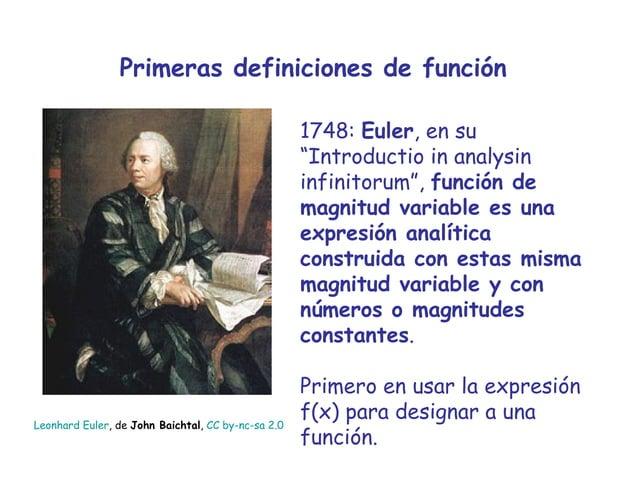 Primeras definiciones de función
1748: Euler, en su
“Introductio in analysin
infinitorum”, función de
magnitud variable es una
expresión analítica
construida con estas misma
magnitud variable y con
números o magnitudes
constantes.
Primero en usar la expresión
f(x) para designar a una
función.
Leonhard Euler, de John Baichtal, CC by-nc-sa 2.0